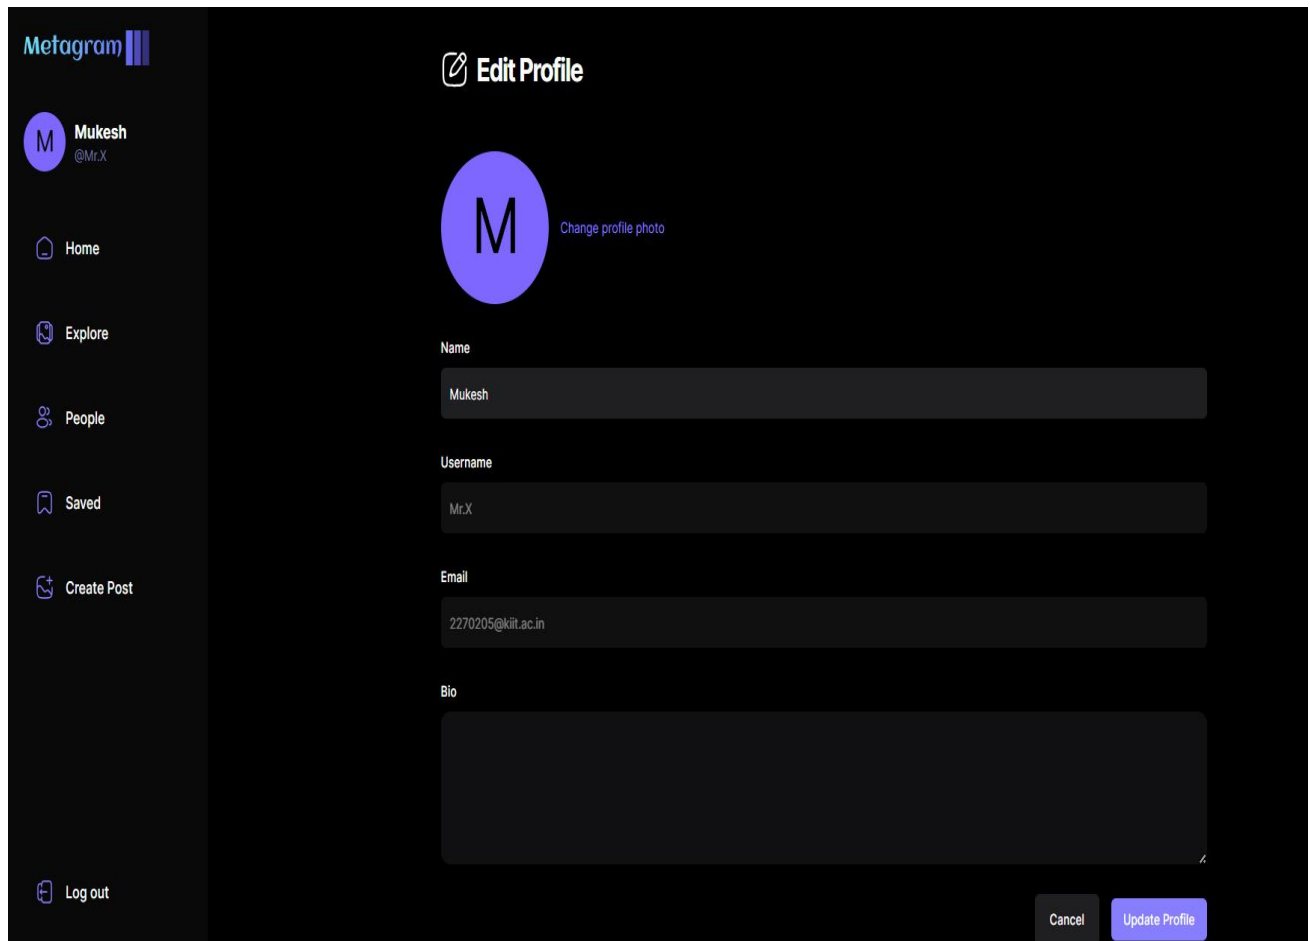 Metagram
M
Mukesh
@Mr.X
Home
Explore
People
Saved
Create Post
Log out
Edit Profile
M
Change profile photo
Name
Mukesh
Username
Mr.X
Email
2270205@kiit.ac.in
Bio
Cancel
Update Profile